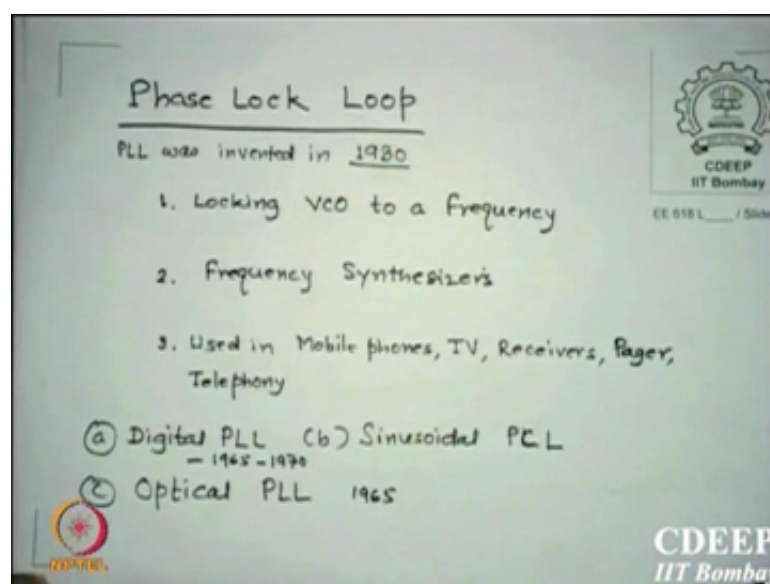 Phase Lock Loop
PLL was invented in 1930
1. Locking VCO to a frequency
2. Frequency Synthesizers
3. Used in Mobile phones, TV, Receivers, Pager,
Telephony
(a) Digital PLL (b) Sinusoidal PLL
- 1965-1970
(c) Optical PLL 1965
CDEEP
IIT Bombay
EE 618 L____ / Slide
NPTEL
CDEEP
IIT Bombay